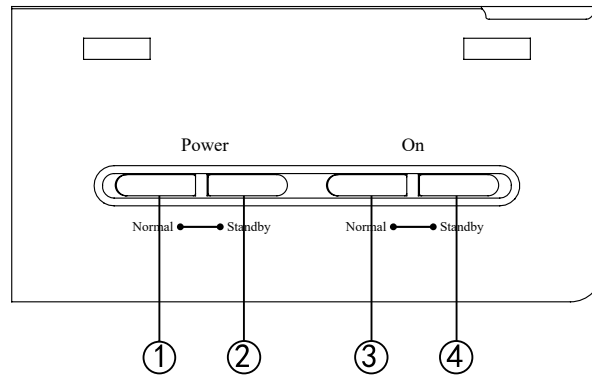 Power On
Normal Standby Normal Standby
① ② ③ ④